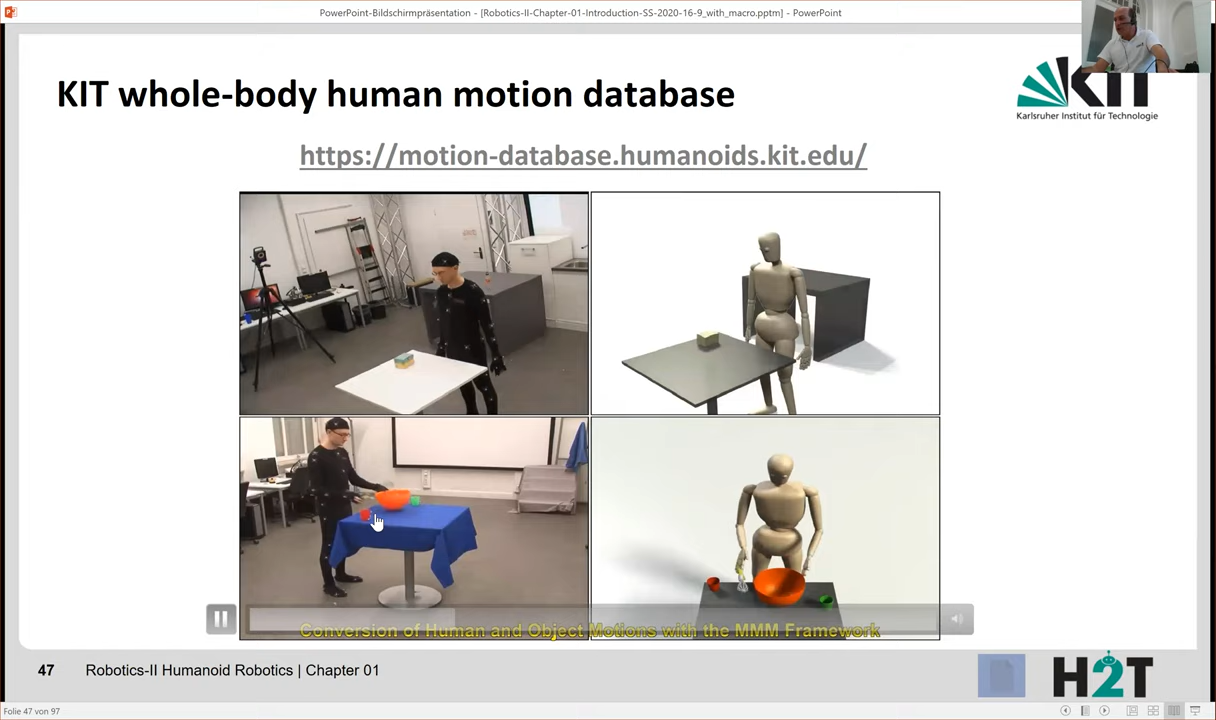 PowerPoint-Bildschirmpräsentation - [Robotics-II-Chapter-01-Introduction-SS-2020-16-9_with_macro.pptm] - PowerPoint
KIT whole-body human motion database
KIT
Karlsruher Institut für Technologie
https://motion-database.humanoids.kit.edu/
Conversion of Human and Object Motions with the MMM Framework
47 Robotics-II Humanoid Robotics | Chapter 01
H2T
Folie 47 von 97